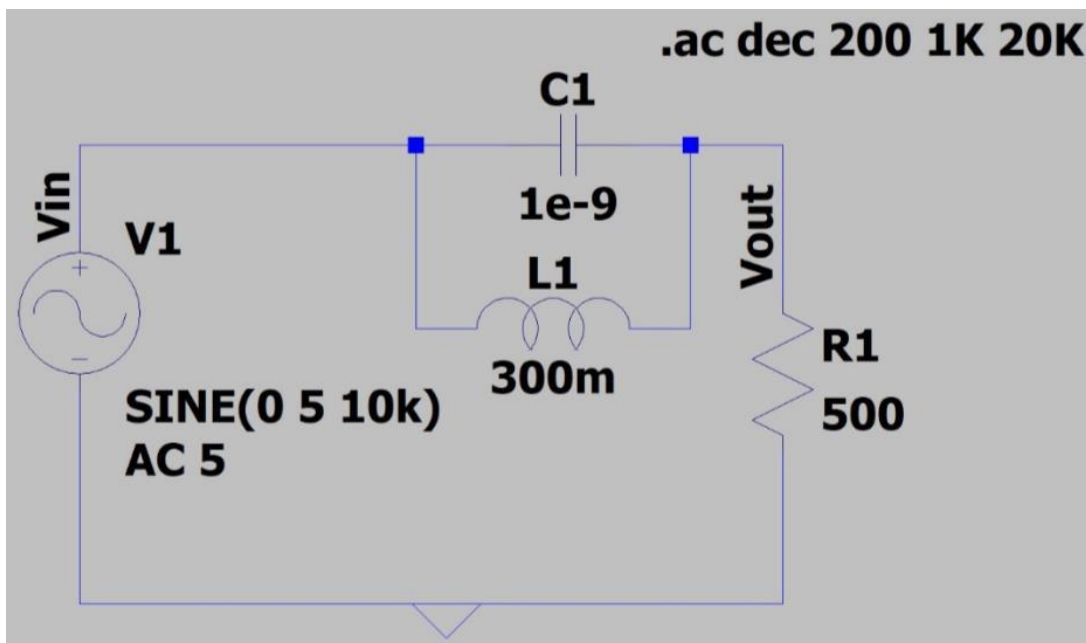 .ac dec 200 1K 20K
C1
1e-9
Vin
V1
L1
300m
Vout
R1
500
SINE(0 5 10k)
AC 5